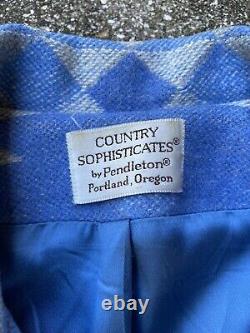 COUNTRY
SOPHISTICATES®
by Pendleton®
Portland, Oregon